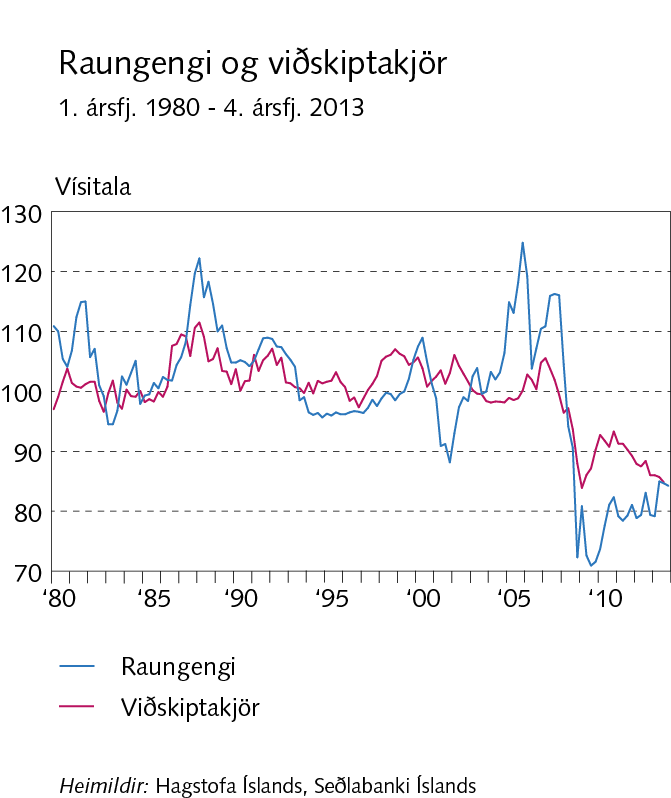 Raungengi og viðskiptakjör
1. ársfj. 1980 - 4. ársfj. 2013
Vísitala
130
120
110
100
90
80
70
‘80 ‘85 ‘90 ‘95 ‘00 ‘05 ‘10
Raungengi
Viðskiptakjör
Heimildir: Hagstofa Íslands, Seðlabanki Íslands